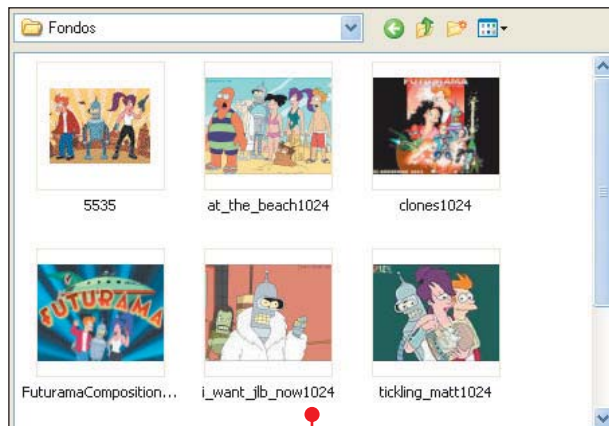 Fondos
FUTURAMA
5535
at_the_beach1024
clones1024
FUTURAMA
FuturamaComposition...
i_want_jlb_now1024
tickling_matt1024